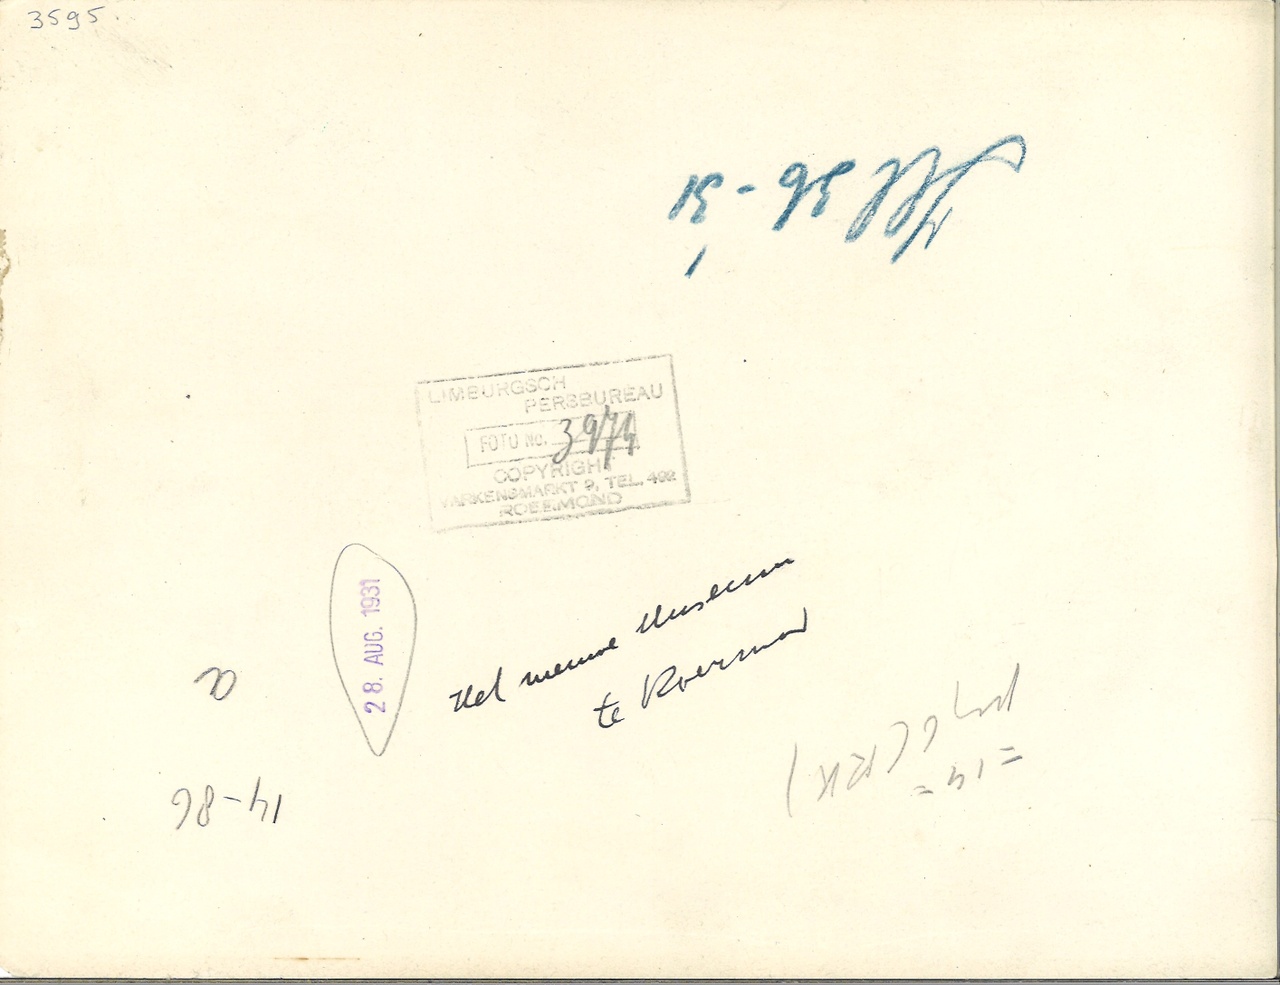 3595
LIMBURGSCH
PERSBUREAU
FOTO No. 3974
COPYRIGHT
VARKENSMARKT 9, TEL. 492
ROERMOND
28. AUG. 1931
Het nieuwe Museum
te Roermond
a
14-86